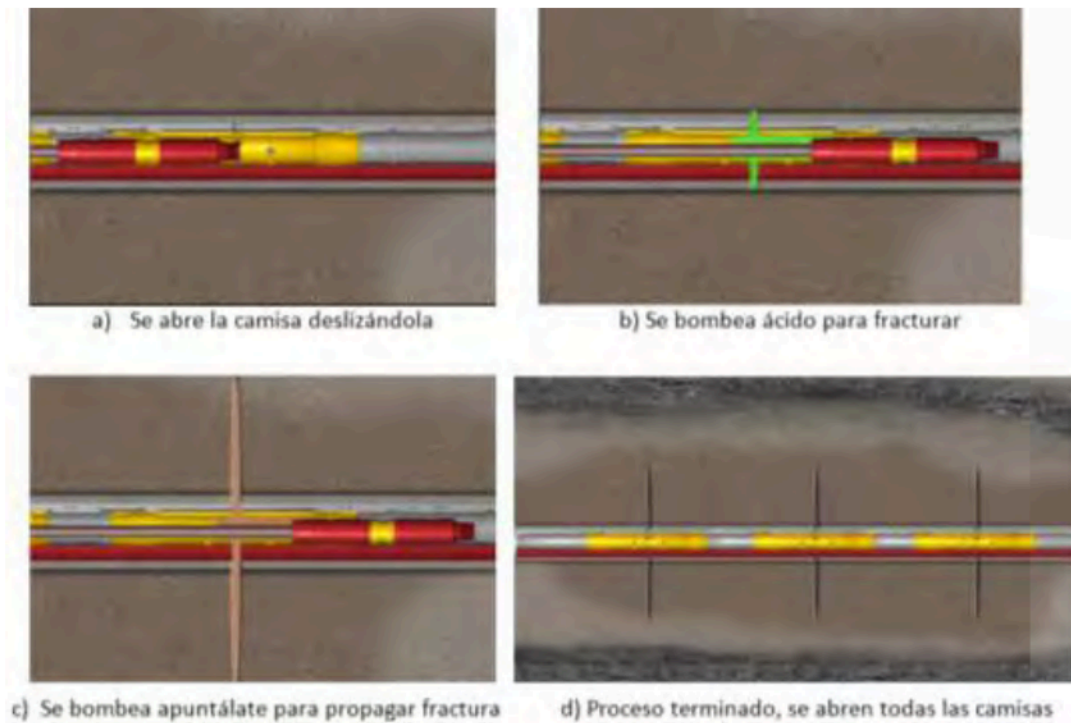 a) Se abre la camisa deslizándola
b) Se bombea ácido para fracturar
c) Se bombea apuntálate para propagar fractura
d) Proceso terminado, se abren todas las camisas